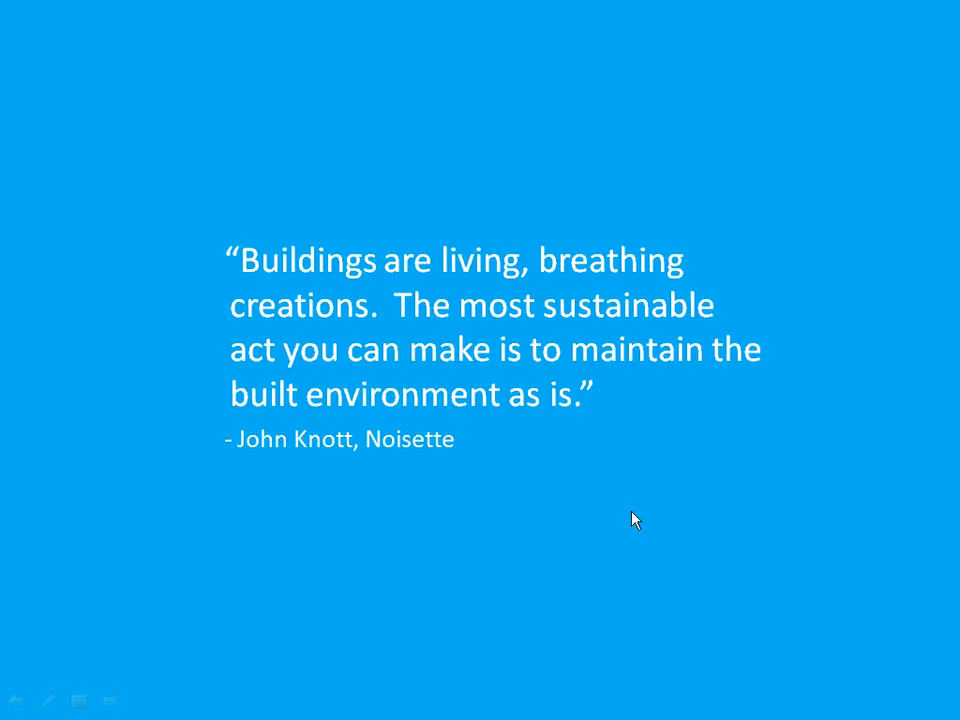 “Buildings are living, breathing
creations.  The most sustainable
act you can make is to maintain the
built environment as is.”
- John Knott, Noisette